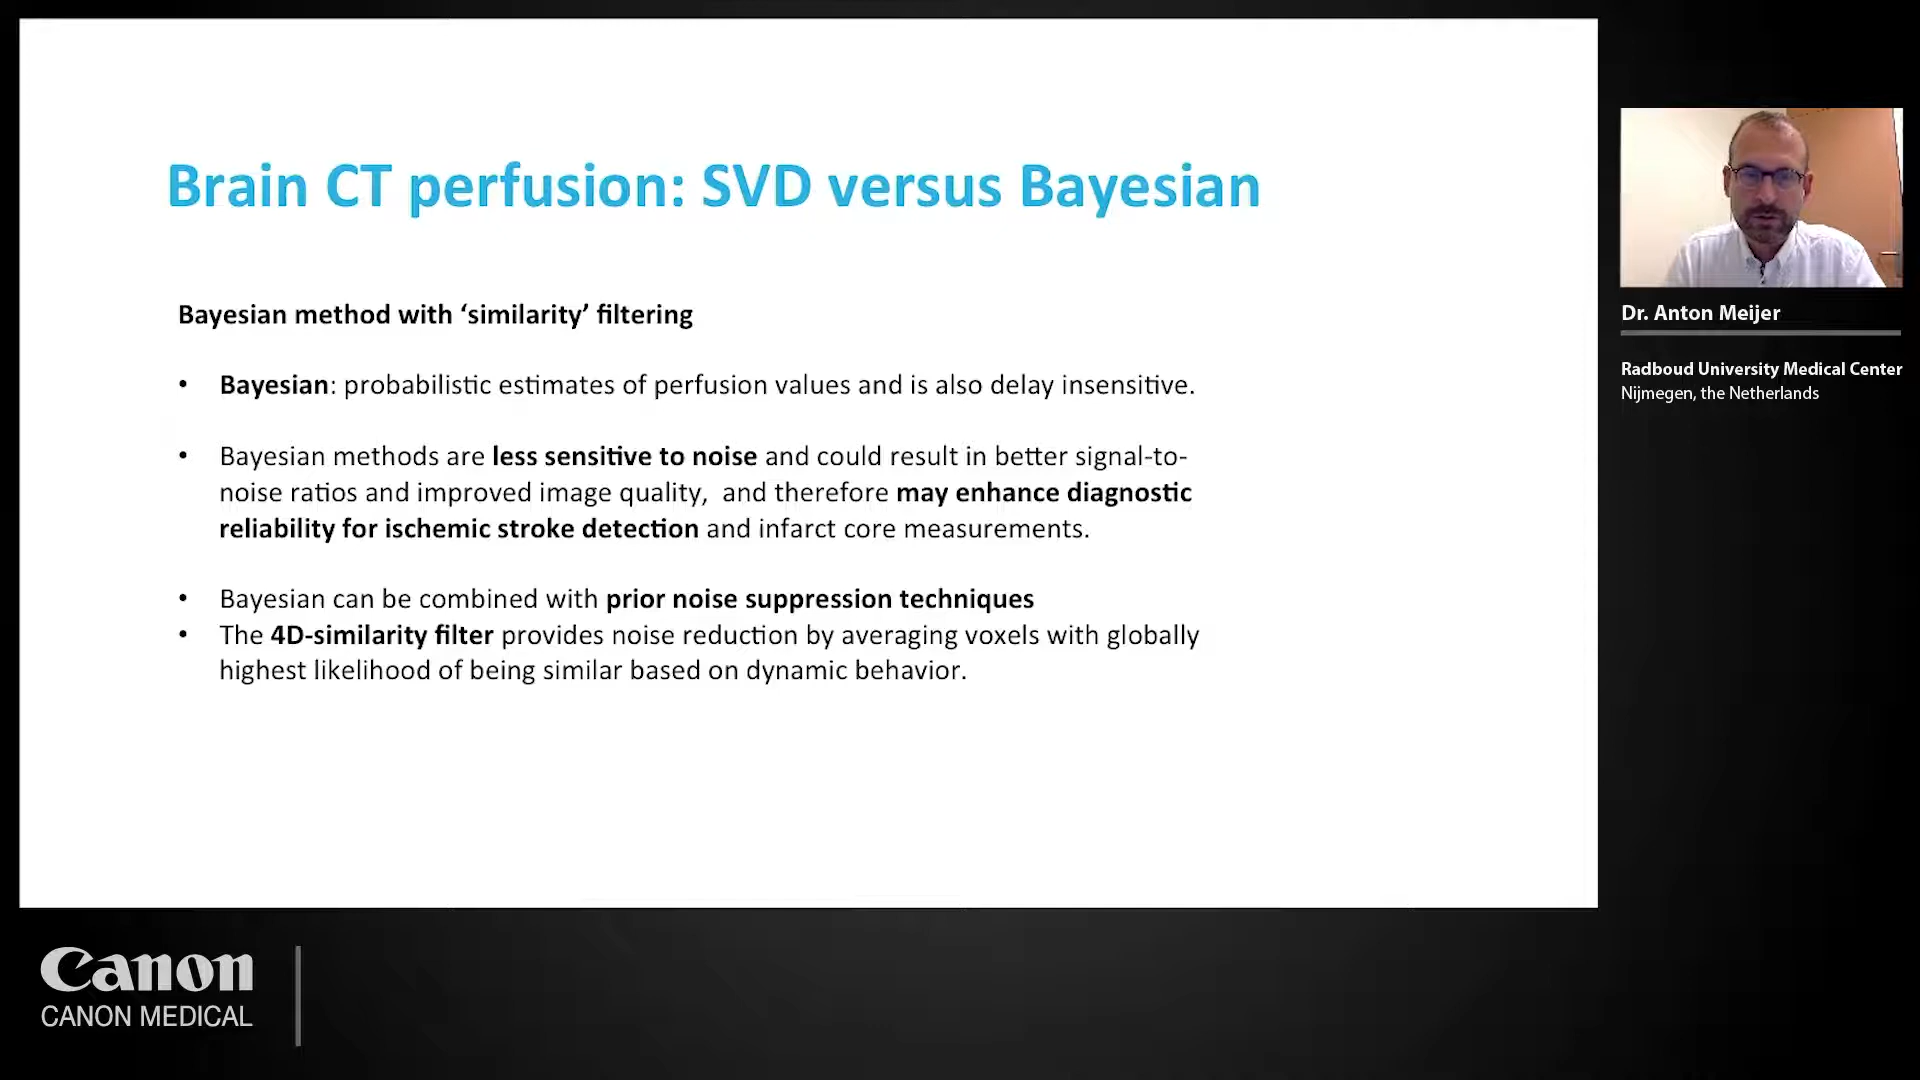 Brain CT perfusion: SVD versus Bayesian
Bayesian method with ‘similarity’ filtering
• Bayesian: probabilistic estimates of perfusion values and is also delay insensitive.
• Bayesian methods are less sensitive to noise and could result in better signal-to-
noise ratios and improved image quality,  and therefore may enhance diagnostic
reliability for ischemic stroke detection and infarct core measurements.
• Bayesian can be combined with prior noise suppression techniques
• The 4D-similarity filter provides noise reduction by averaging voxels with globally
highest likelihood of being similar based on dynamic behavior.
Dr. Anton Meijer
Radboud University Medical Center
Nijmegen, the Netherlands
Canon
CANON MEDICAL